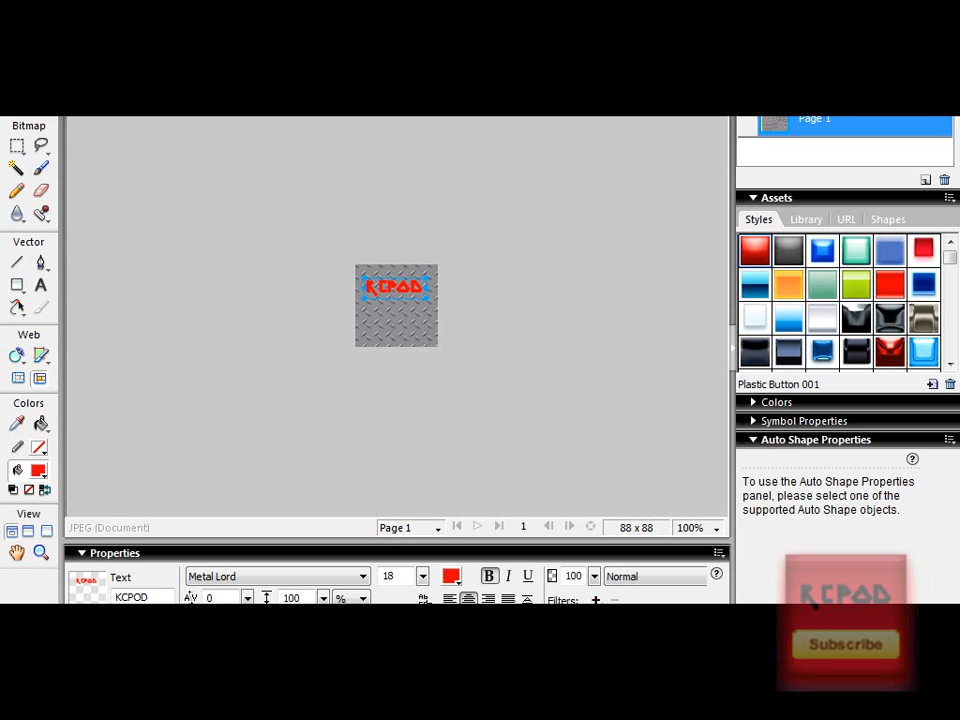 Bitmap
Vector
Web
Colors
View
KCPOD
JPEG (Document)
Page 1
1
88 x 88
100%
Properties
Text
KCPOD
Metal Lord
18
B I U
100
Normal
0
100
%
Filters:
Page 1
Assets
Styles
Library
URL
Shapes
Plastic Button 001
Colors
Symbol Properties
Auto Shape Properties
To use the Auto Shape Properties
panel, please select one of the
supported Auto Shape objects.
KCPOD
Subscribe